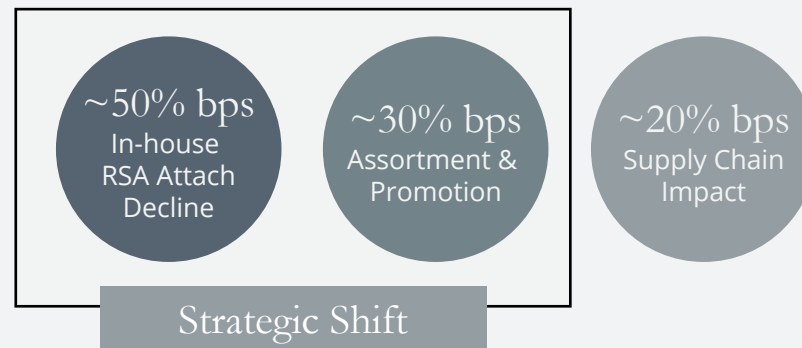 ~50% bps
In-house
RSA Attach
Decline
~30% bps
Assortment &
Promotion
~20% bps
Supply Chain
Impact
Strategic Shift